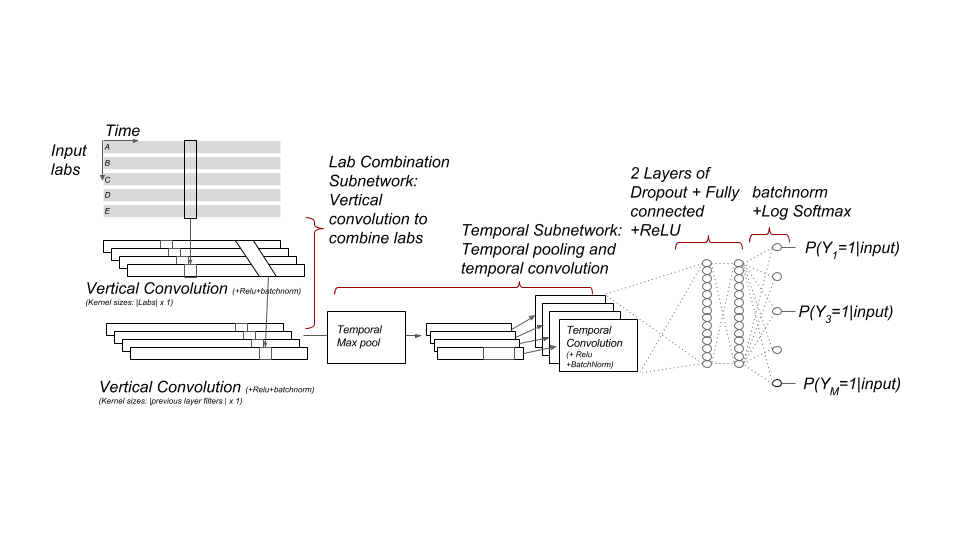 Time
Input
labs
A
B
C
D
E
Lab Combination
Subnetwork:
Vertical
convolution to
combine labs
Vertical Convolution (+Relu+batchnorm)
(Kernel sizes: |Labs| x 1)
Vertical Convolution (+Relu+batchnorm)
(Kernel sizes: |previous layer filters | x 1)
Temporal Subnetwork:
Temporal pooling and
temporal convolution
Temporal
Max pool
Temporal
Convolution
(+ Relu
+BatchNorm)
2 Layers of
Dropout + Fully
connected
+ReLU
batchnorm
+Log Softmax
P(Y1=1|input)
P(Y3=1|input)
P(YM=1|input)